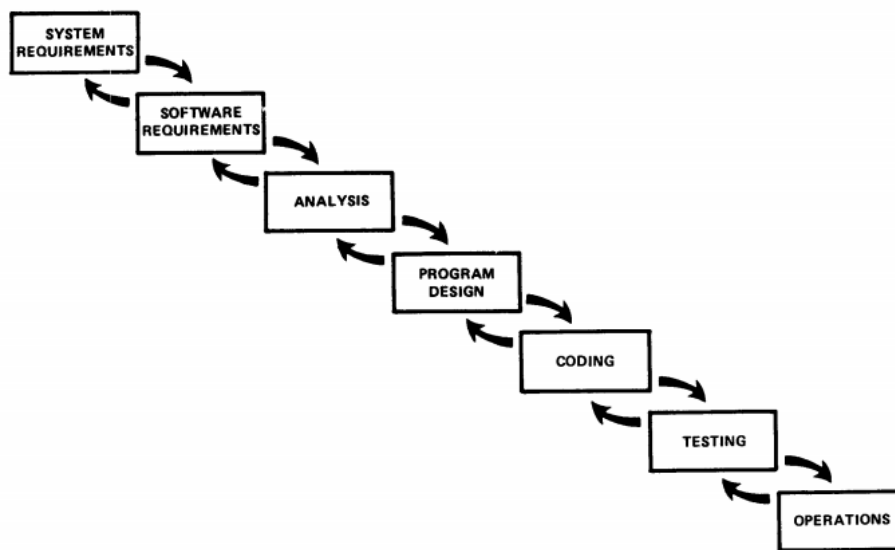 SYSTEM
REQUIREMENTS
SOFTWARE
REQUIREMENTS
ANALYSIS
PROGRAM
DESIGN
CODING
TESTING
OPERATIONS